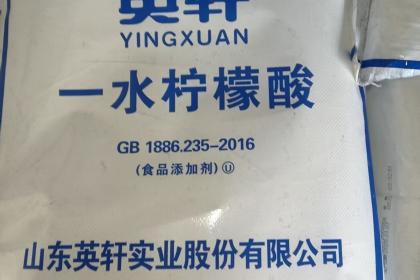 英轩
YINGXUAN
一水柠檬酸
GB 1886.235-2016
(食品添加剂) Ⓤ
山东英轩实业股份有限公司